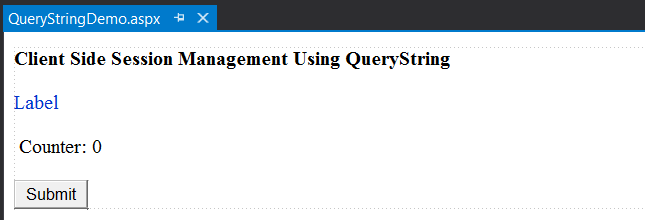 QueryStringDemo.aspx
Client Side Session Management Using QueryString
Label
Counter: 0
Submit